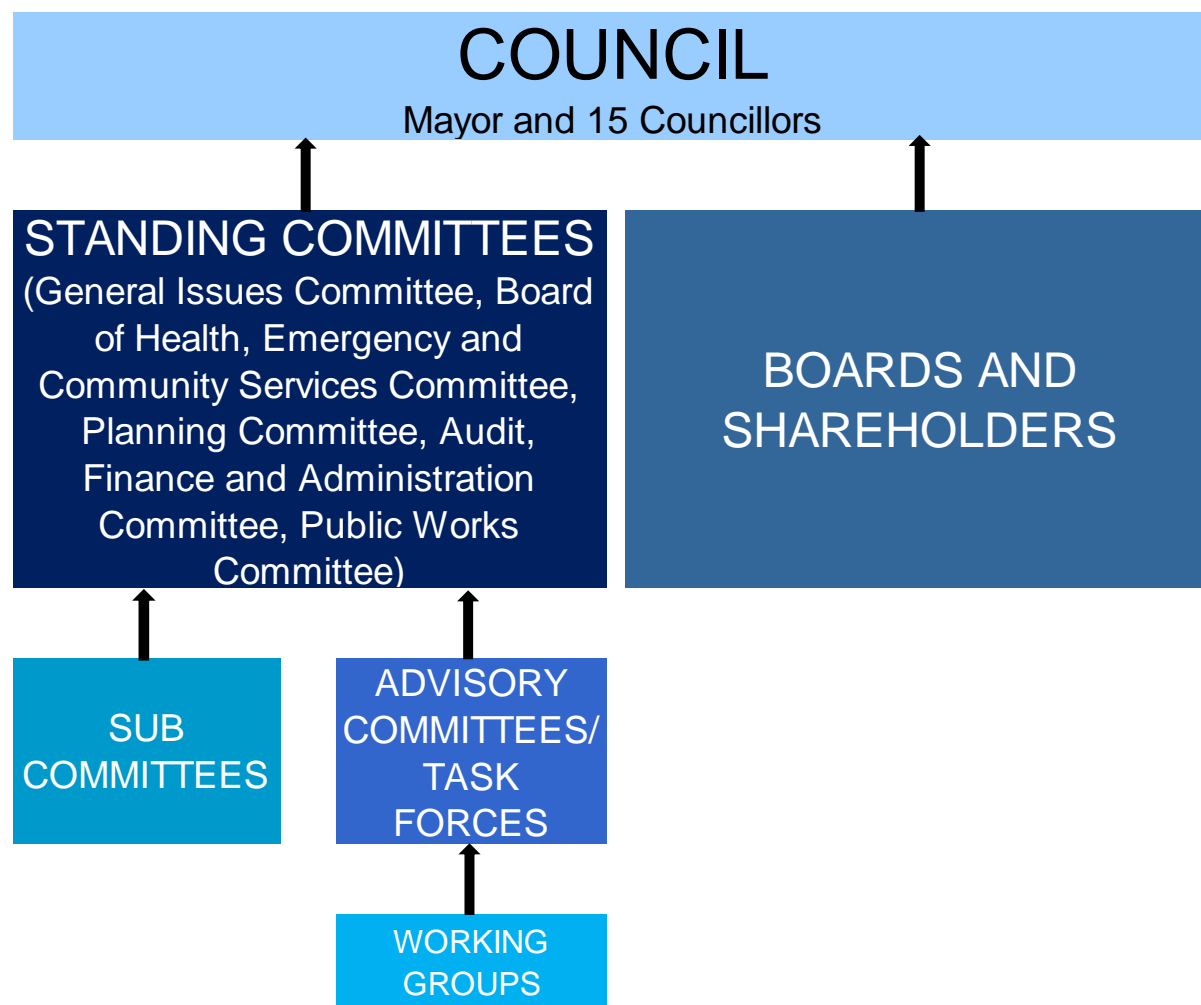 COUNCIL
Mayor and 15 Councillors
STANDING COMMITTEES
(General Issues Committee, Board
of Health, Emergency and
Community Services Committee,
Planning Committee, Audit,
Finance and Administration
Committee, Public Works
Committee)
BOARDS AND
SHAREHOLDERS
SUB
COMMITTEES
ADVISORY
COMMITTEES/
TASK
FORCES
WORKING
GROUPS